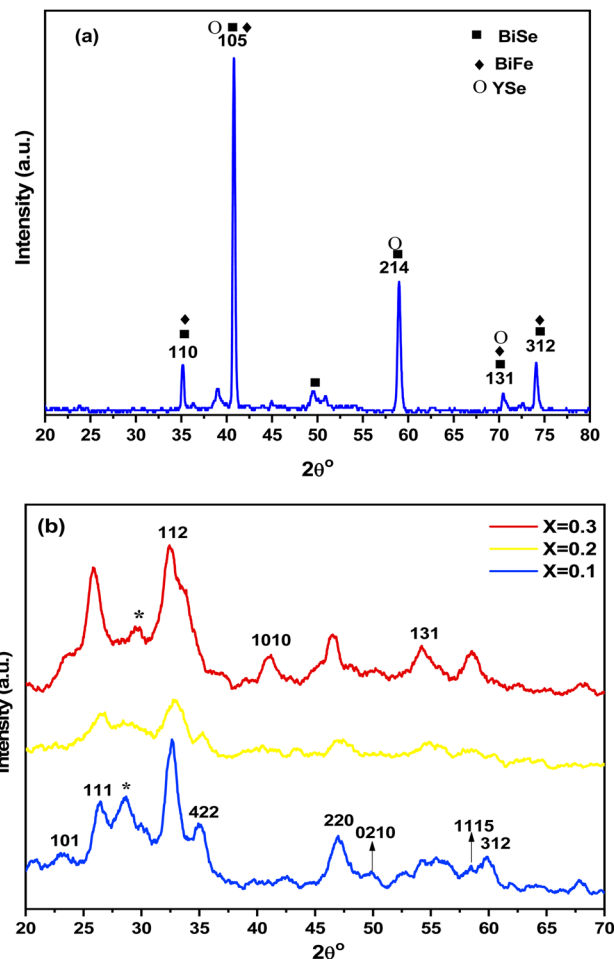 (a)
O ■ ◆
105
■ BiSe
◆ BiFe
O YSe
O
■
214
◆
■
110
■
O
◆
■
131
◆
■
312
Intensity (a.u.)
20 25 30 35 40 45 50 55 60 65 70 75 80
2θ°
(b)
X=0.3
X=0.2
X=0.1
112
*
1010
131
101
111
*
422
220
0210
1115
312
Intensity (a.u.)
20 25 30 35 40 45 50 55 60 65 70
2θ°